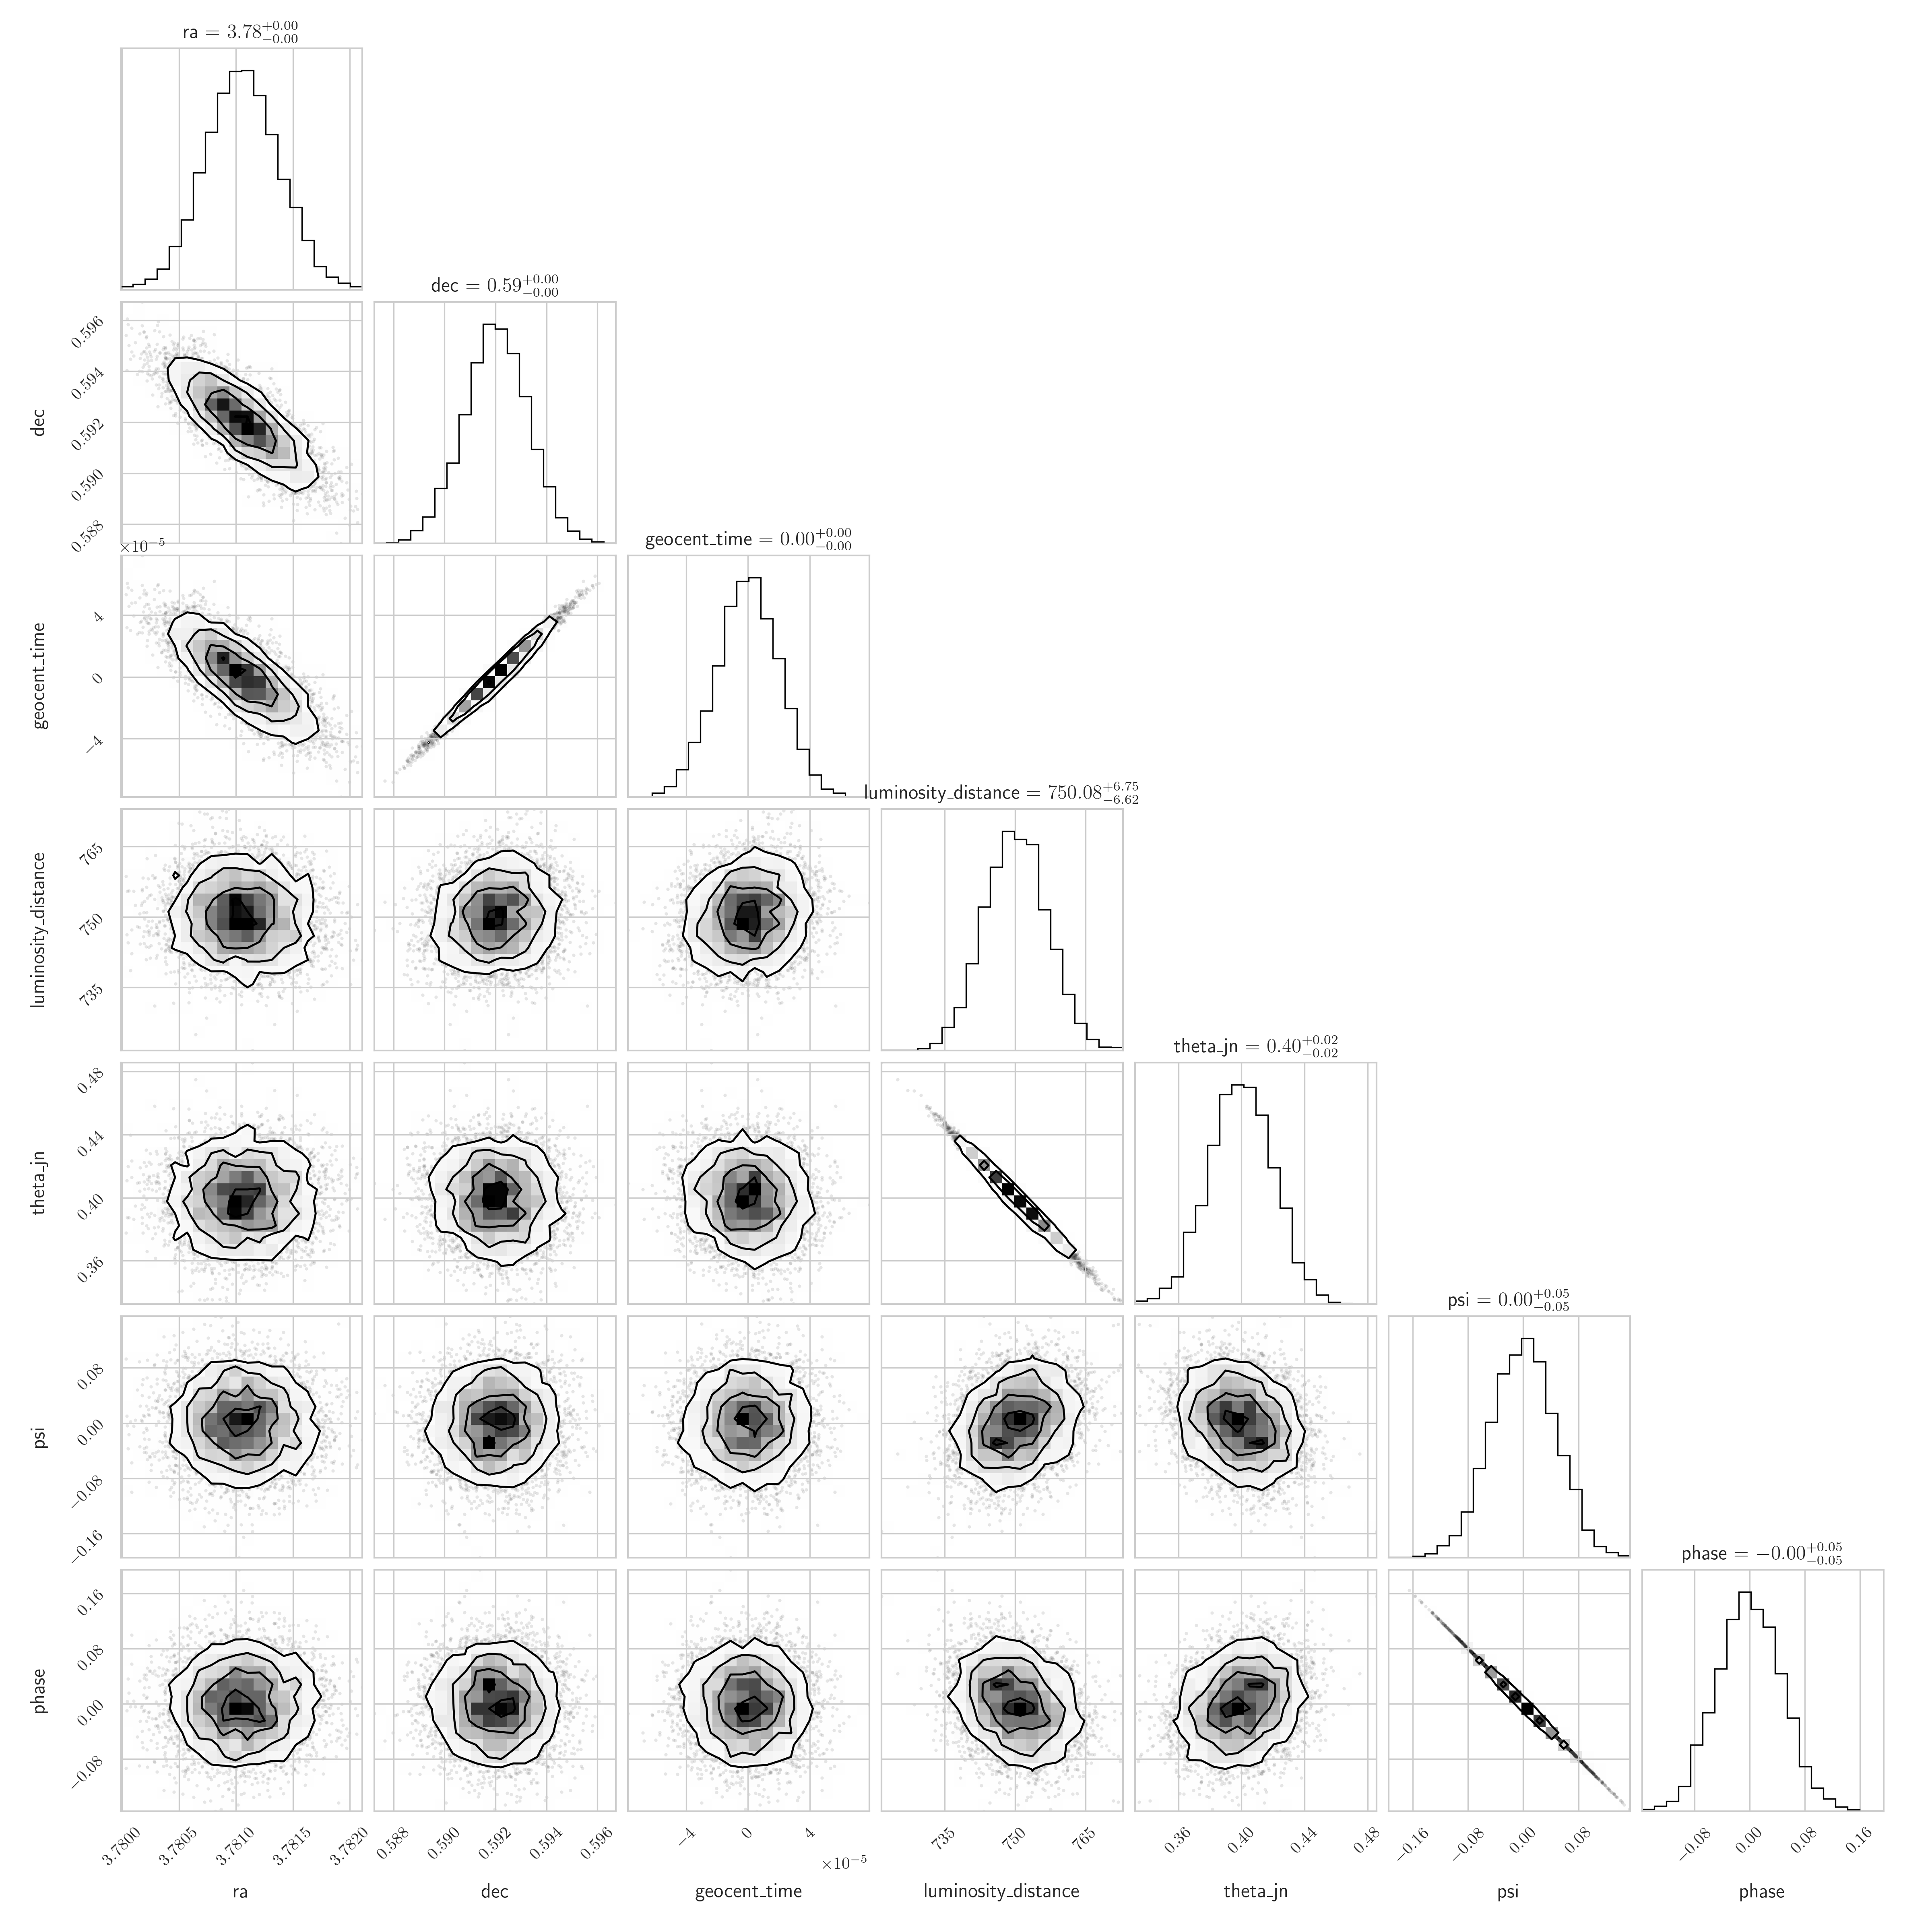 ra = 3.78+0.00 −0.00
dec = 0.59+0.00 −0.00
0.596
0.594
0.592
0.590
0.588
dec
geocent_time = 0.00+0.00 −0.00
×10−5
4
0
−4
geocent_time
luminosity_distance = 750.08+6.75 −6.62
765
750
735
luminosity_distance
theta_jn = 0.40+0.02 −0.02
0.48
0.44
0.40
0.36
theta_jn
psi = 0.00+0.05 −0.05
0.08
0.00
−0.08
−0.16
psi
phase = −0.00+0.05 −0.05
0.16
0.08
0.00
−0.08
phase
3.7800 3.7805 3.7810 3.7815 3.7820 0.588 0.590 0.592 0.594 0.596 −4 0 4 735 750 765 0.36 0.40 0.44 0.48 −0.16 −0.08 0.00 0.08 −0.08 0.00 0.08 0.16
×10−5
ra dec geocent_time luminosity_distance theta_jn psi phase